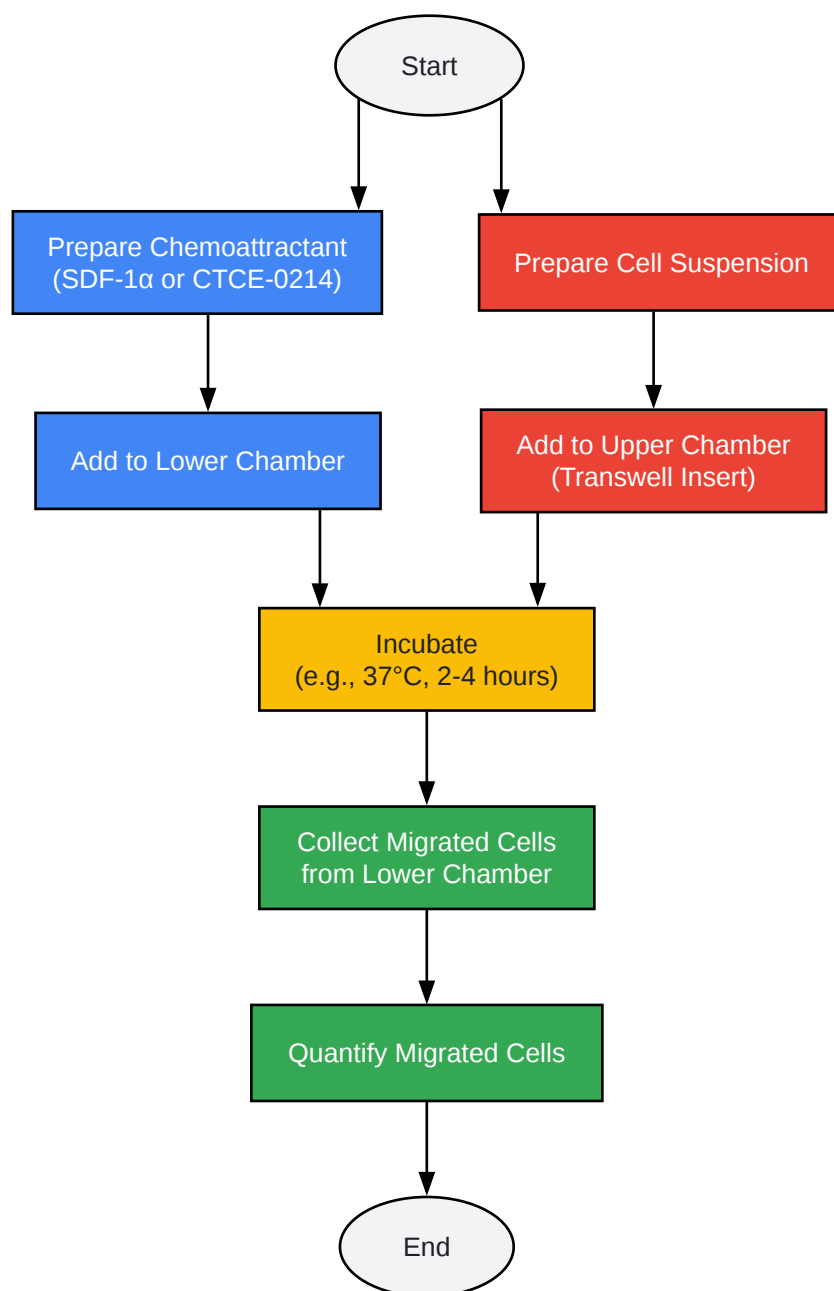 Start
Prepare Chemoattractant
(SDF-1α or CTCE-0214)
Prepare Cell Suspension
Add to Lower Chamber
Add to Upper Chamber
(Transwell Insert)
Incubate
(e.g., 37°C, 2-4 hours)
Collect Migrated Cells
from Lower Chamber
Quantify Migrated Cells
End